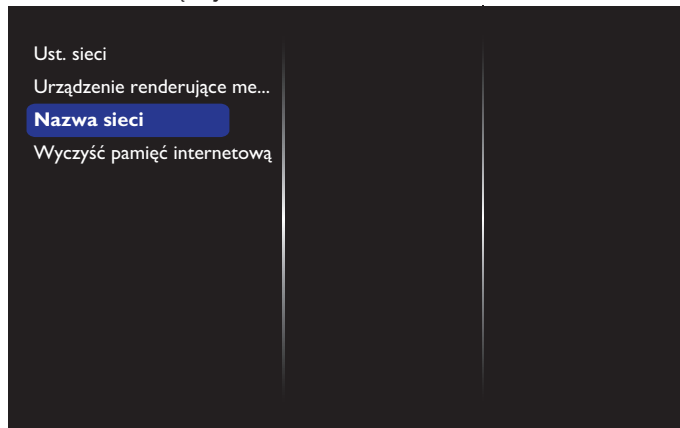 Ust. sieci
Urządzenie renderujące me...
Nazwa sieci
Wyczyść pamięć internetową